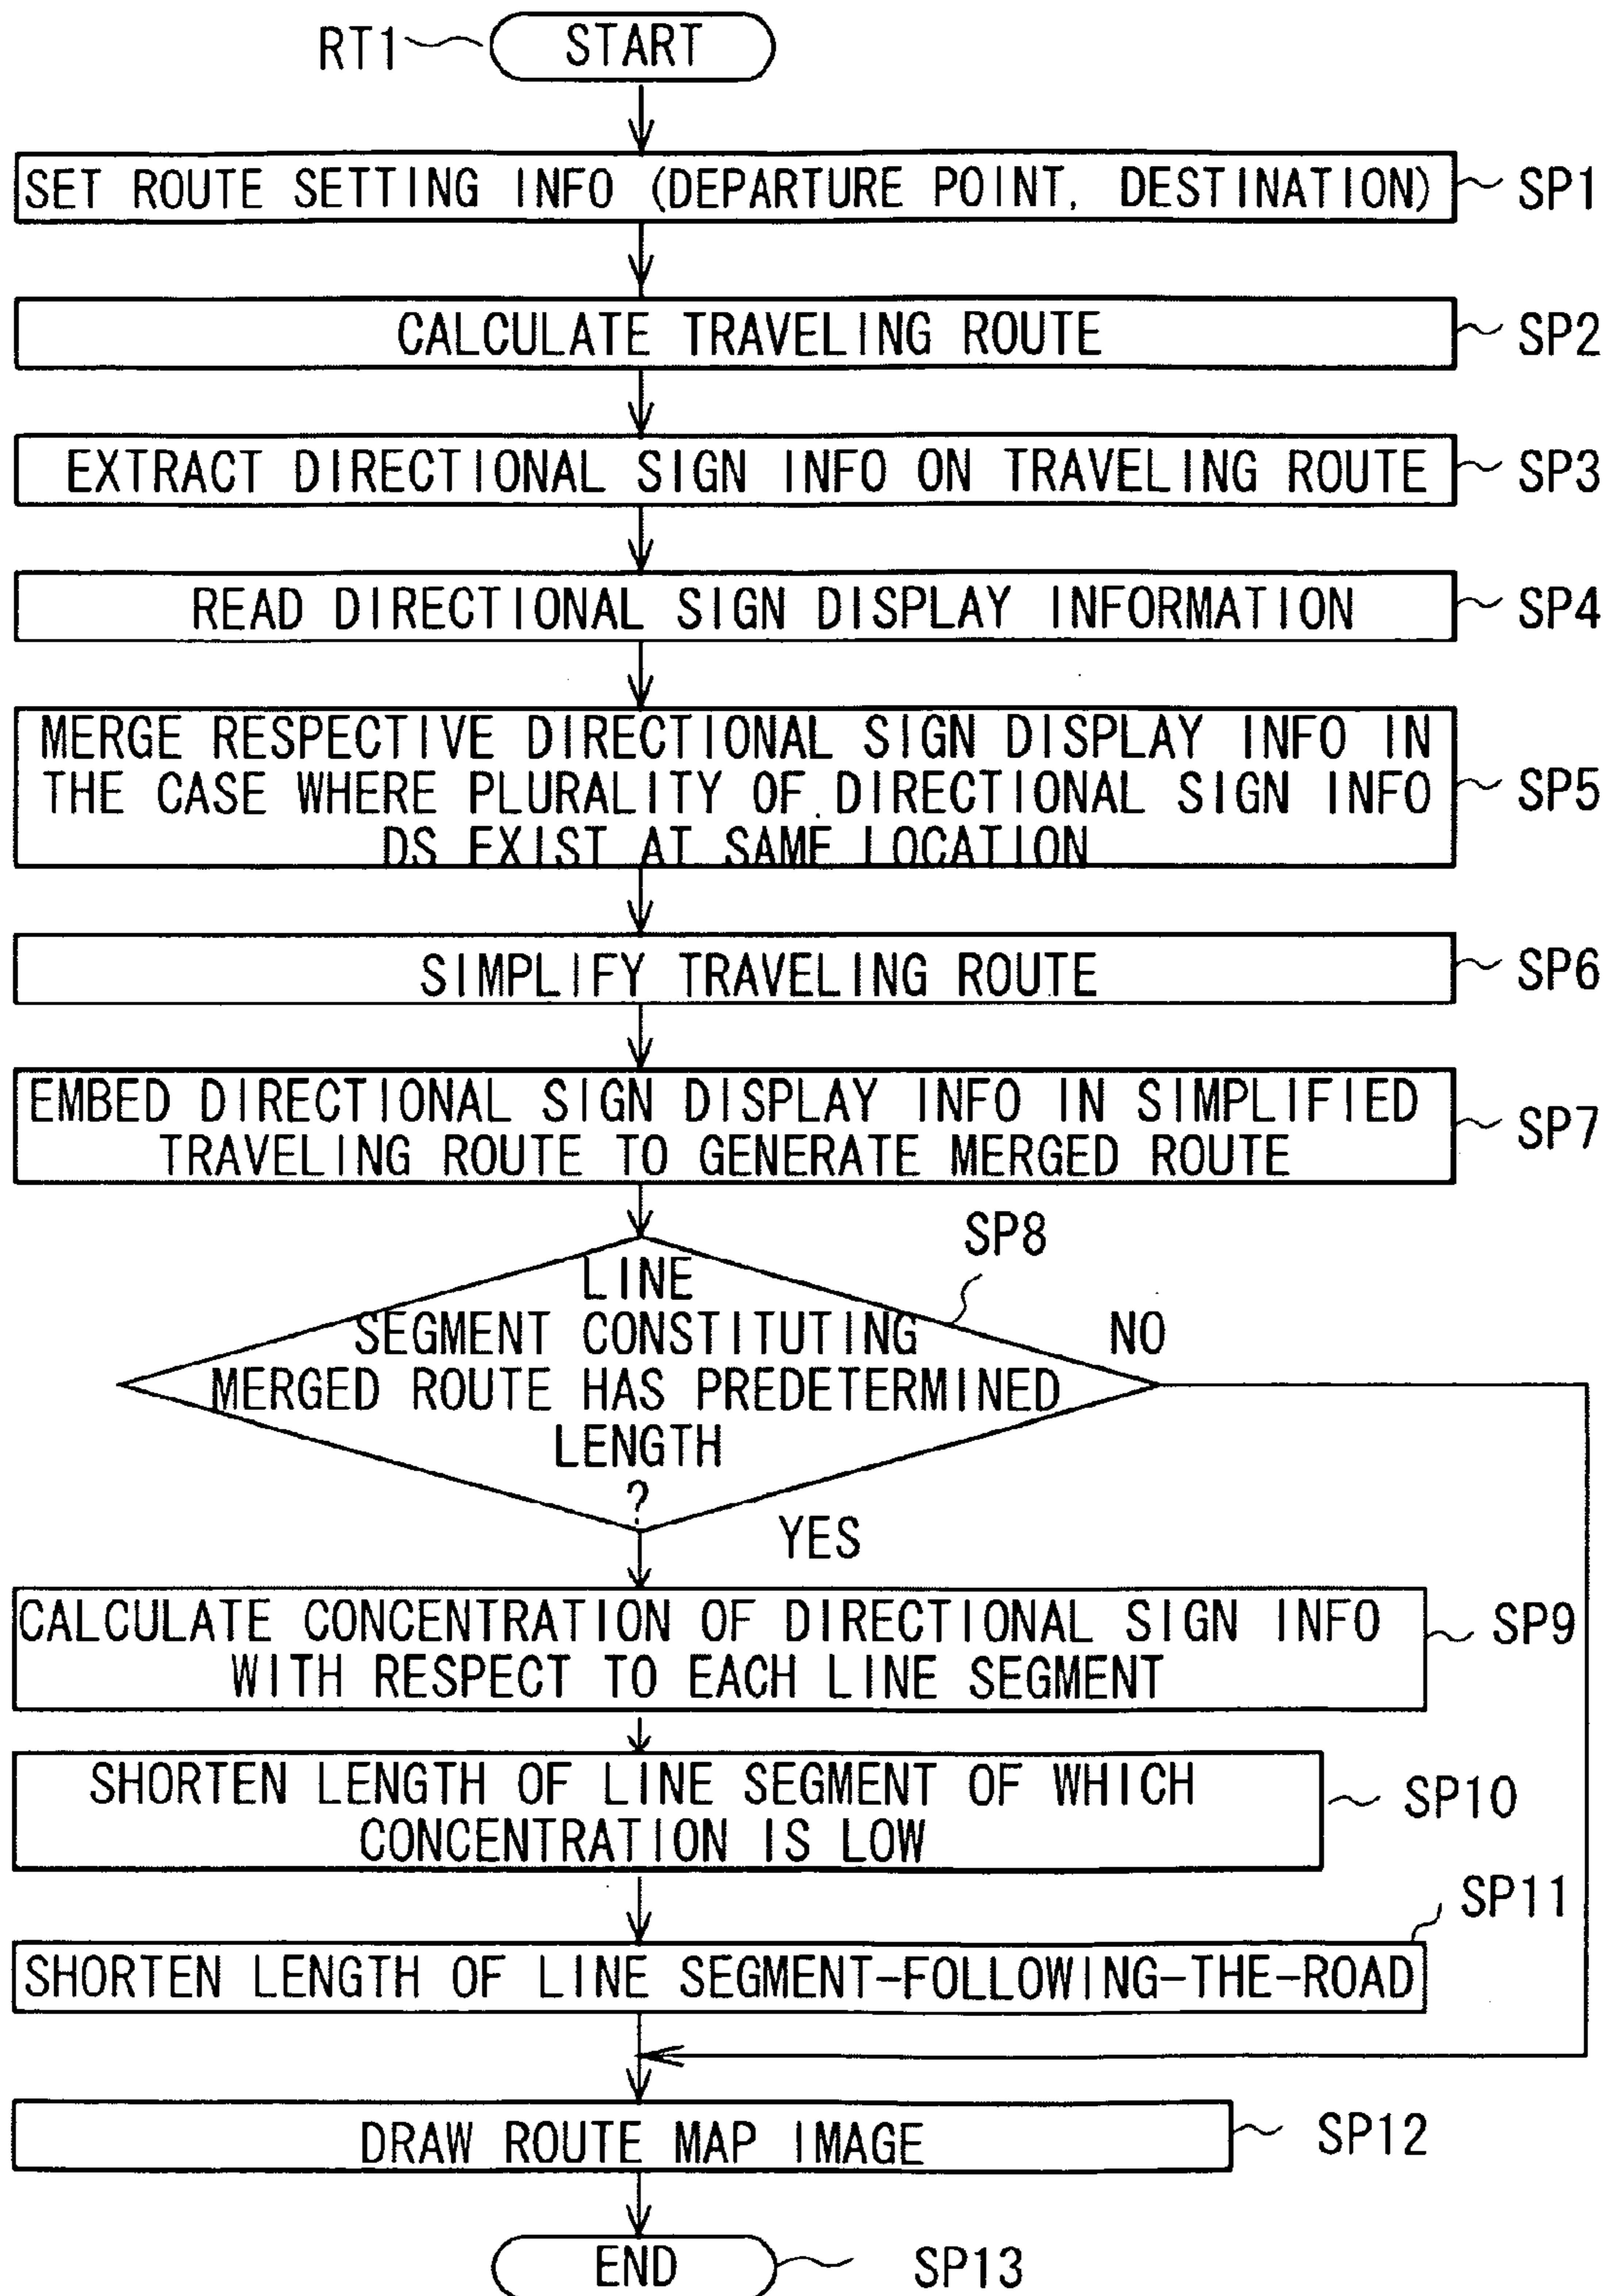 RT1 START
SET ROUTE SETTING INFO (DEPARTURE POINT, DESTINATION) SP1
CALCULATE TRAVELING ROUTE SP2
EXTRACT DIRECTIONAL SIGN INFO ON TRAVELING ROUTE SP3
READ DIRECTIONAL SIGN DISPLAY INFORMATION SP4
MERGE RESPECTIVE DIRECTIONAL SIGN DISPLAY INFO IN
THE CASE WHERE PLURALITY OF DIRECTIONAL SIGN INFO SP5
DS EXIST AT SAME LOCATION
SIMPLIFY TRAVELING ROUTE SP6
EMBED DIRECTIONAL SIGN DISPLAY INFO IN SIMPLIFIED SP7
TRAVELING ROUTE TO GENERATE MERGED ROUTE
SP8
LINE
SEGMENT CONSTITUTING NO
MERGED ROUTE HAS PREDETERMINED
LENGTH
?
YES
CALCULATE CONCENTRATION OF DIRECTIONAL SIGN INFO SP9
WITH RESPECT TO EACH LINE SEGMENT
SHORTEN LENGTH OF LINE SEGMENT OF WHICH SP10
CONCENTRATION IS LOW
SP11
SHORTEN LENGTH OF LINE SEGMENT-FOLLOWING-THE-ROAD
DRAW ROUTE MAP IMAGE SP12
END SP13